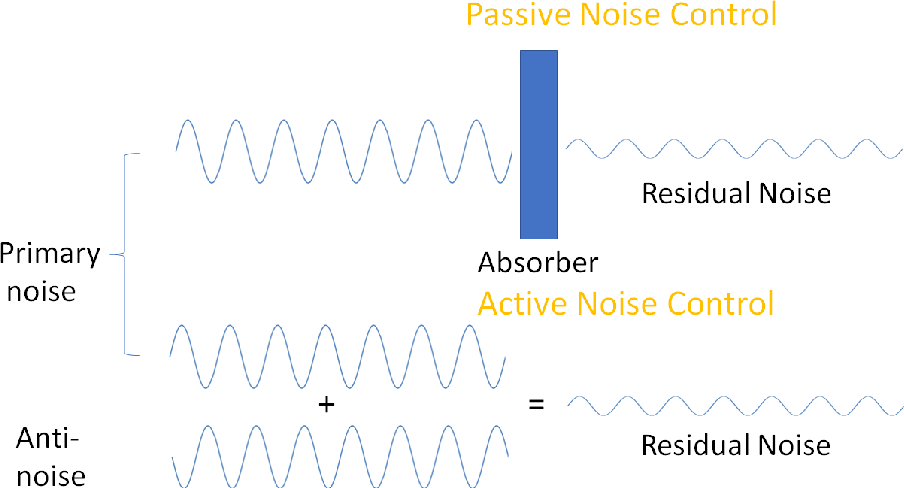 Passive Noise Control
Residual Noise
Primary
noise
Absorber
Active Noise Control
+
=
Anti-
noise
Residual Noise